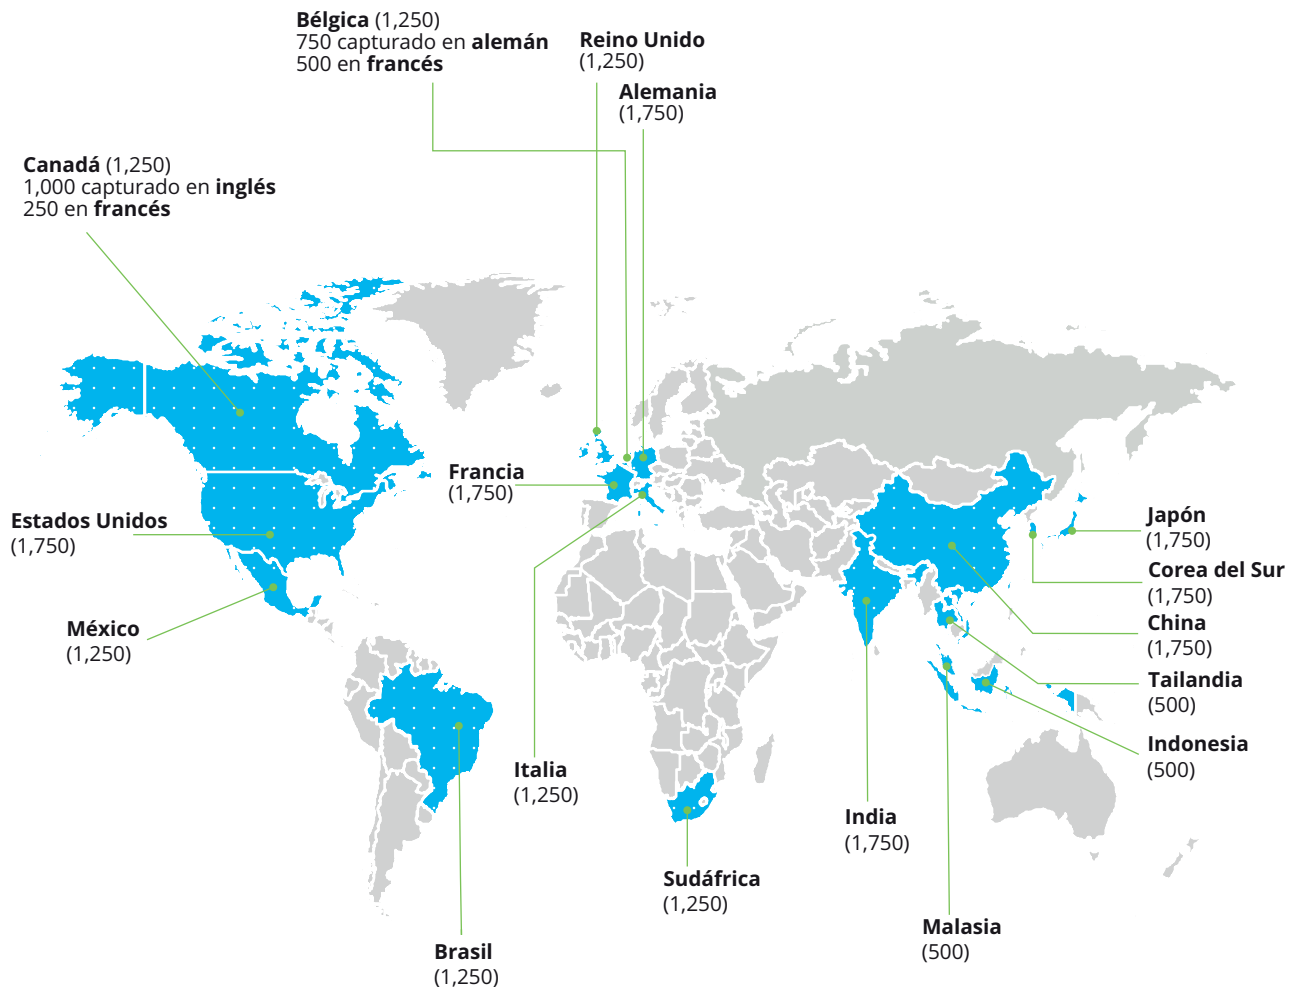 Bélgica (1,250)
750 capturado en alemán
500 en francés
Reino Unido
(1,250)
Alemania
(1,750)
Canadá (1,250)
1,000 capturado en inglés
250 en francés
Francia
(1,750)
Estados Unidos
(1,750)
Japón
(1,750)
Corea del Sur
(1,750)
China
(1,750)
México
(1,250)
Tailandia
(500)
Indonesia
(500)
Italia
(1,250)
India
(1,750)
Sudáfrica
(1,250)
Malasia
(500)
Brasil
(1,250)